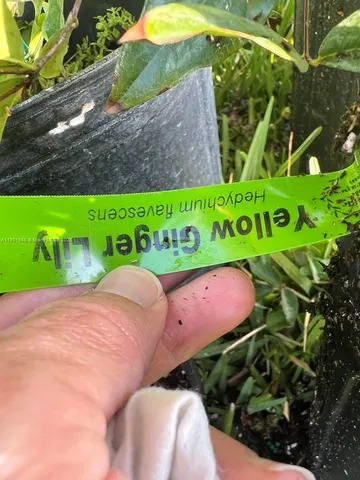 Yellow Ginger Lily
Hedychium flavescens